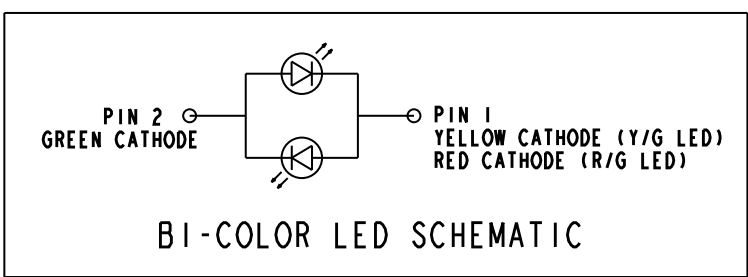 PIN 2
GREEN CATHODE
PIN 1
YELLOW CATHODE (Y/G LED)
RED CATHODE (R/G LED)
BI-COLOR LED SCHEMATIC